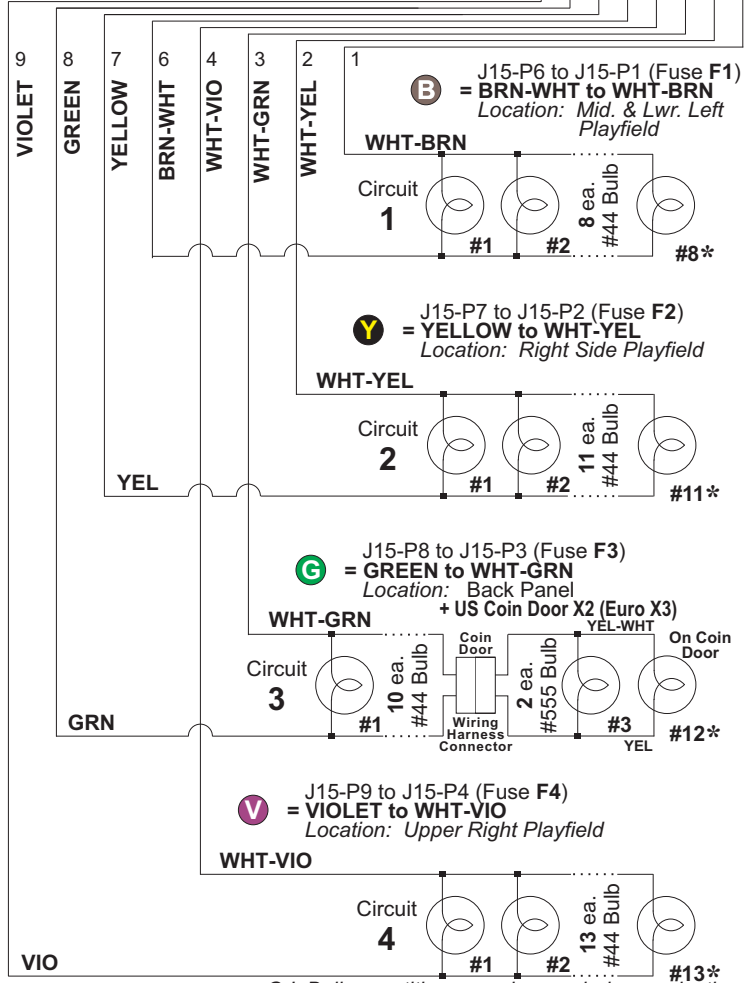 9 8 7 6 4 3 2 1
VIOLET
GREEN
YELLOW
BRN-WHT
WHT-VIO
WHT-GRN
WHT-YEL
B
J15-P6 to J15-P1 (Fuse F1)
= BRN-WHT to WHT-BRN
Location: Mid. & Lwr. Left
Playfield
WHT-BRN
Circuit
1
#1
#2
8 ea.
#44 Bulb
#8*
Y
J15-P7 to J15-P2 (Fuse F2)
= YELLOW to WHT-YEL
Location: Right Side Playfield
WHT-YEL
Circuit
2
YEL
#1
#2
11 ea.
#44 Bulb
#11*
G
J15-P8 to J15-P3 (Fuse F3)
= GREEN to WHT-GRN
Location: Back Panel
+ US Coin Door X2 (Euro X3)
WHT-GRN
YEL-WHT
Circuit
3
GRN
#1
10 ea.
#44 Bulb
Coin
Door
Wiring
Harness
Connector
2 ea.
#555 Bulb
#3
YEL
On Coin
Door
#12*
V
J15-P9 to J15-P4 (Fuse F4)
= VIOLET to WHT-VIO
Location: Upper Right Playfield
WHT-VIO
Circuit
4
VIO
#1
#2
13 ea.
#44 Bulb
#13*